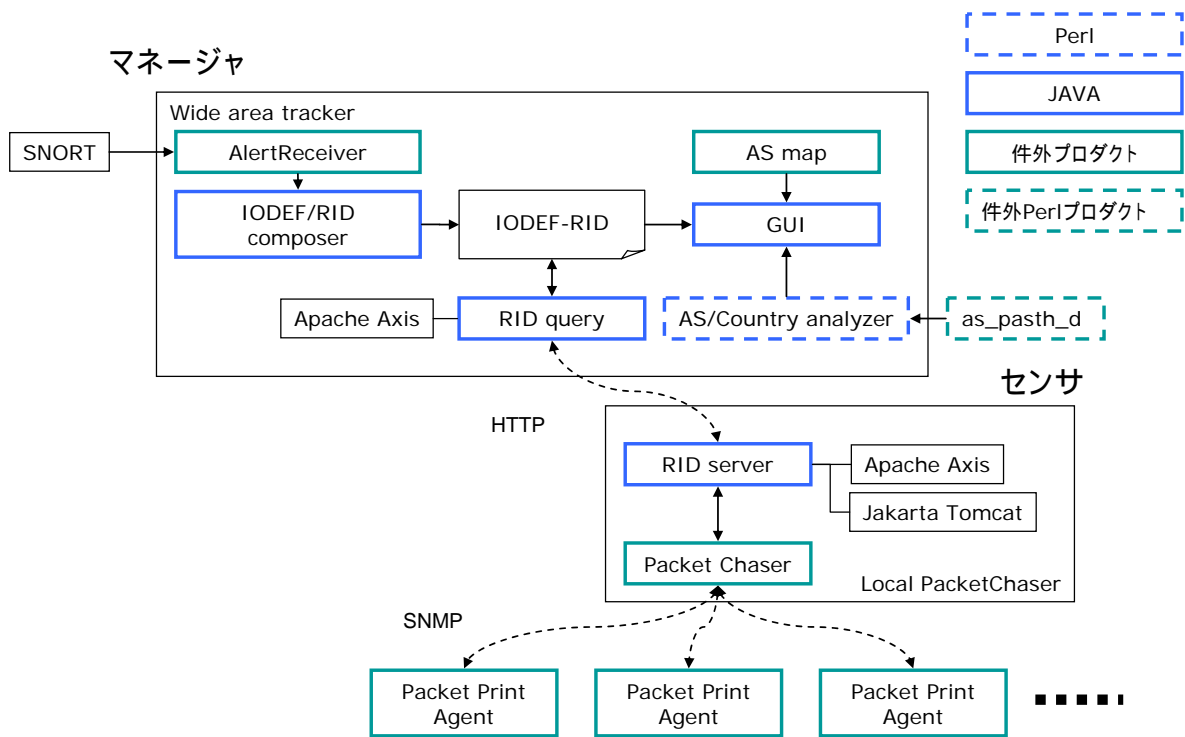 Perl
マネージャ
JAVA
Wide area tracker
SNORT
AlertReceiver
AS map
件外プロダクト
IODEF/RID
composer
IODEF-RID
GUI
件外Perlプロダクト
Apache Axis
RID query
AS/Country analyzer
as_pasth_d
センサ
HTTP
RID server
Apache Axis
Jakarta Tomcat
Packet Chaser
Local PacketChaser
SNMP
Packet Print
Agent
Packet Print
Agent
Packet Print
Agent